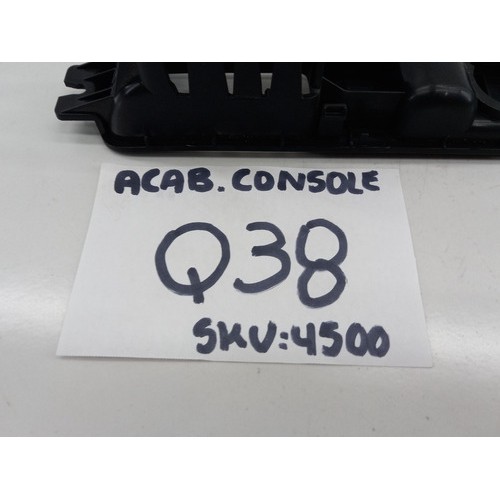 ACAB. CONSOLE
Q38
SKU:4500